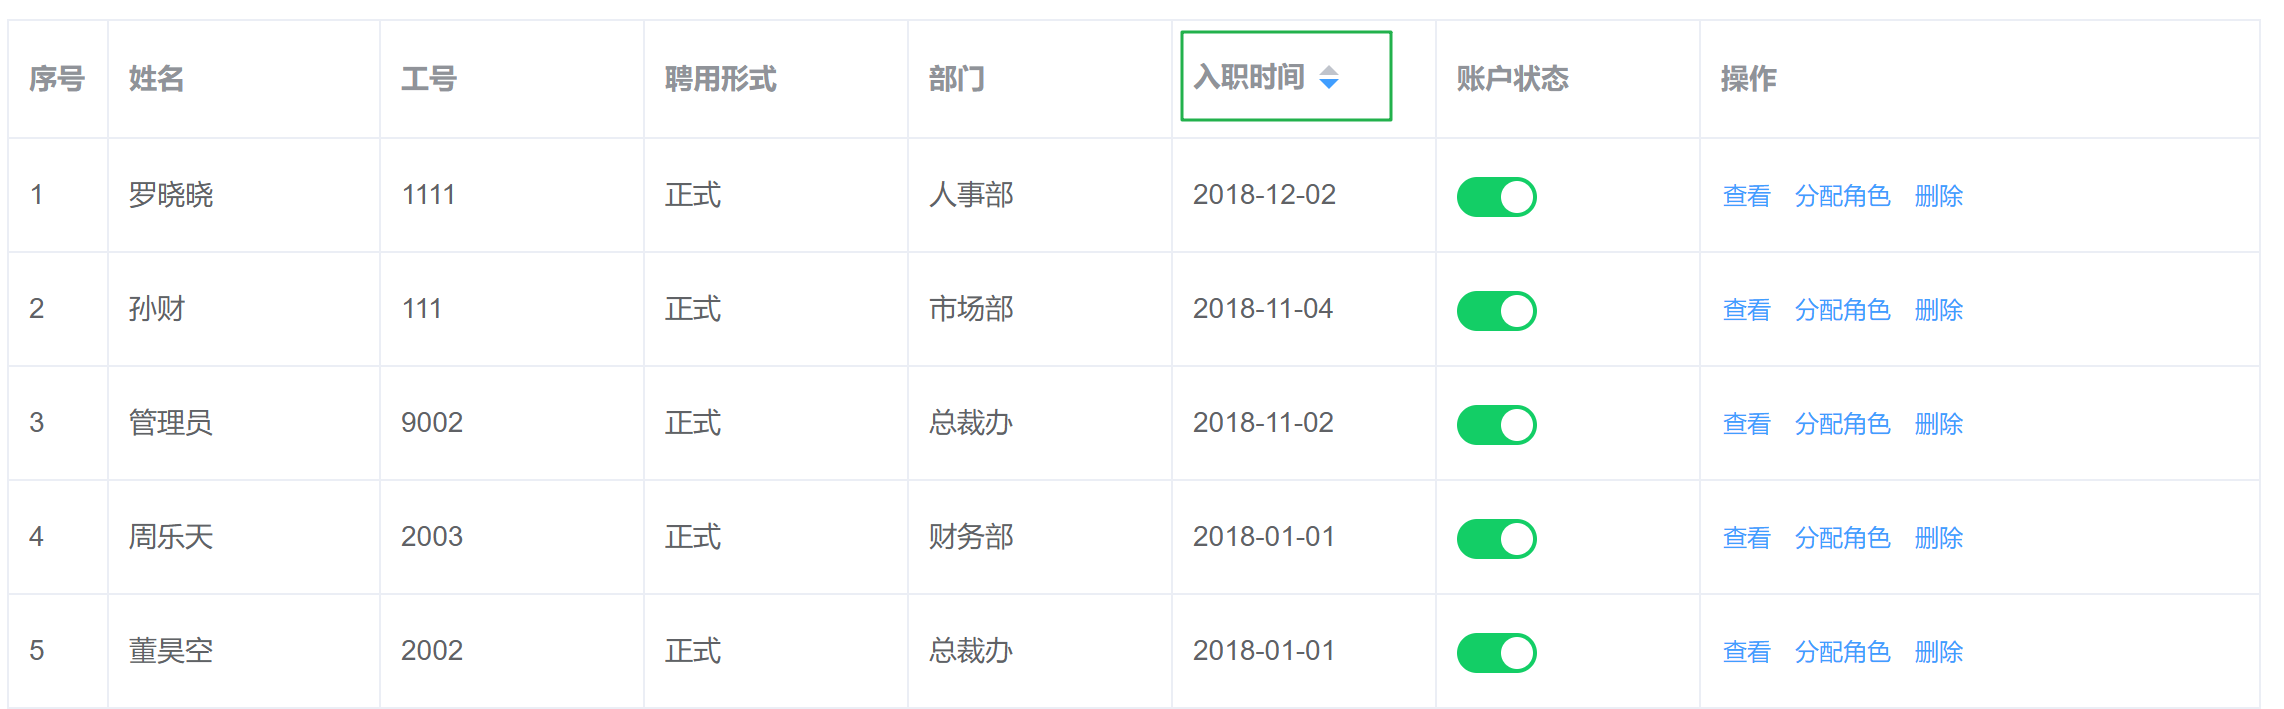 序号 姓名 工号 聘用形式 部门 入职时间 账户状态 操作
1 罗晓晓 1111 正式 人事部 2018-12-02 查看 分配角色 删除
2 孙财 111 正式 市场部 2018-11-04 查看 分配角色 删除
3 管理员 9002 正式 总裁办 2018-11-02 查看 分配角色 删除
4 周乐天 2003 正式 财务部 2018-01-01 查看 分配角色 删除
5 董昊空 2002 正式 总裁办 2018-01-01 查看 分配角色 删除